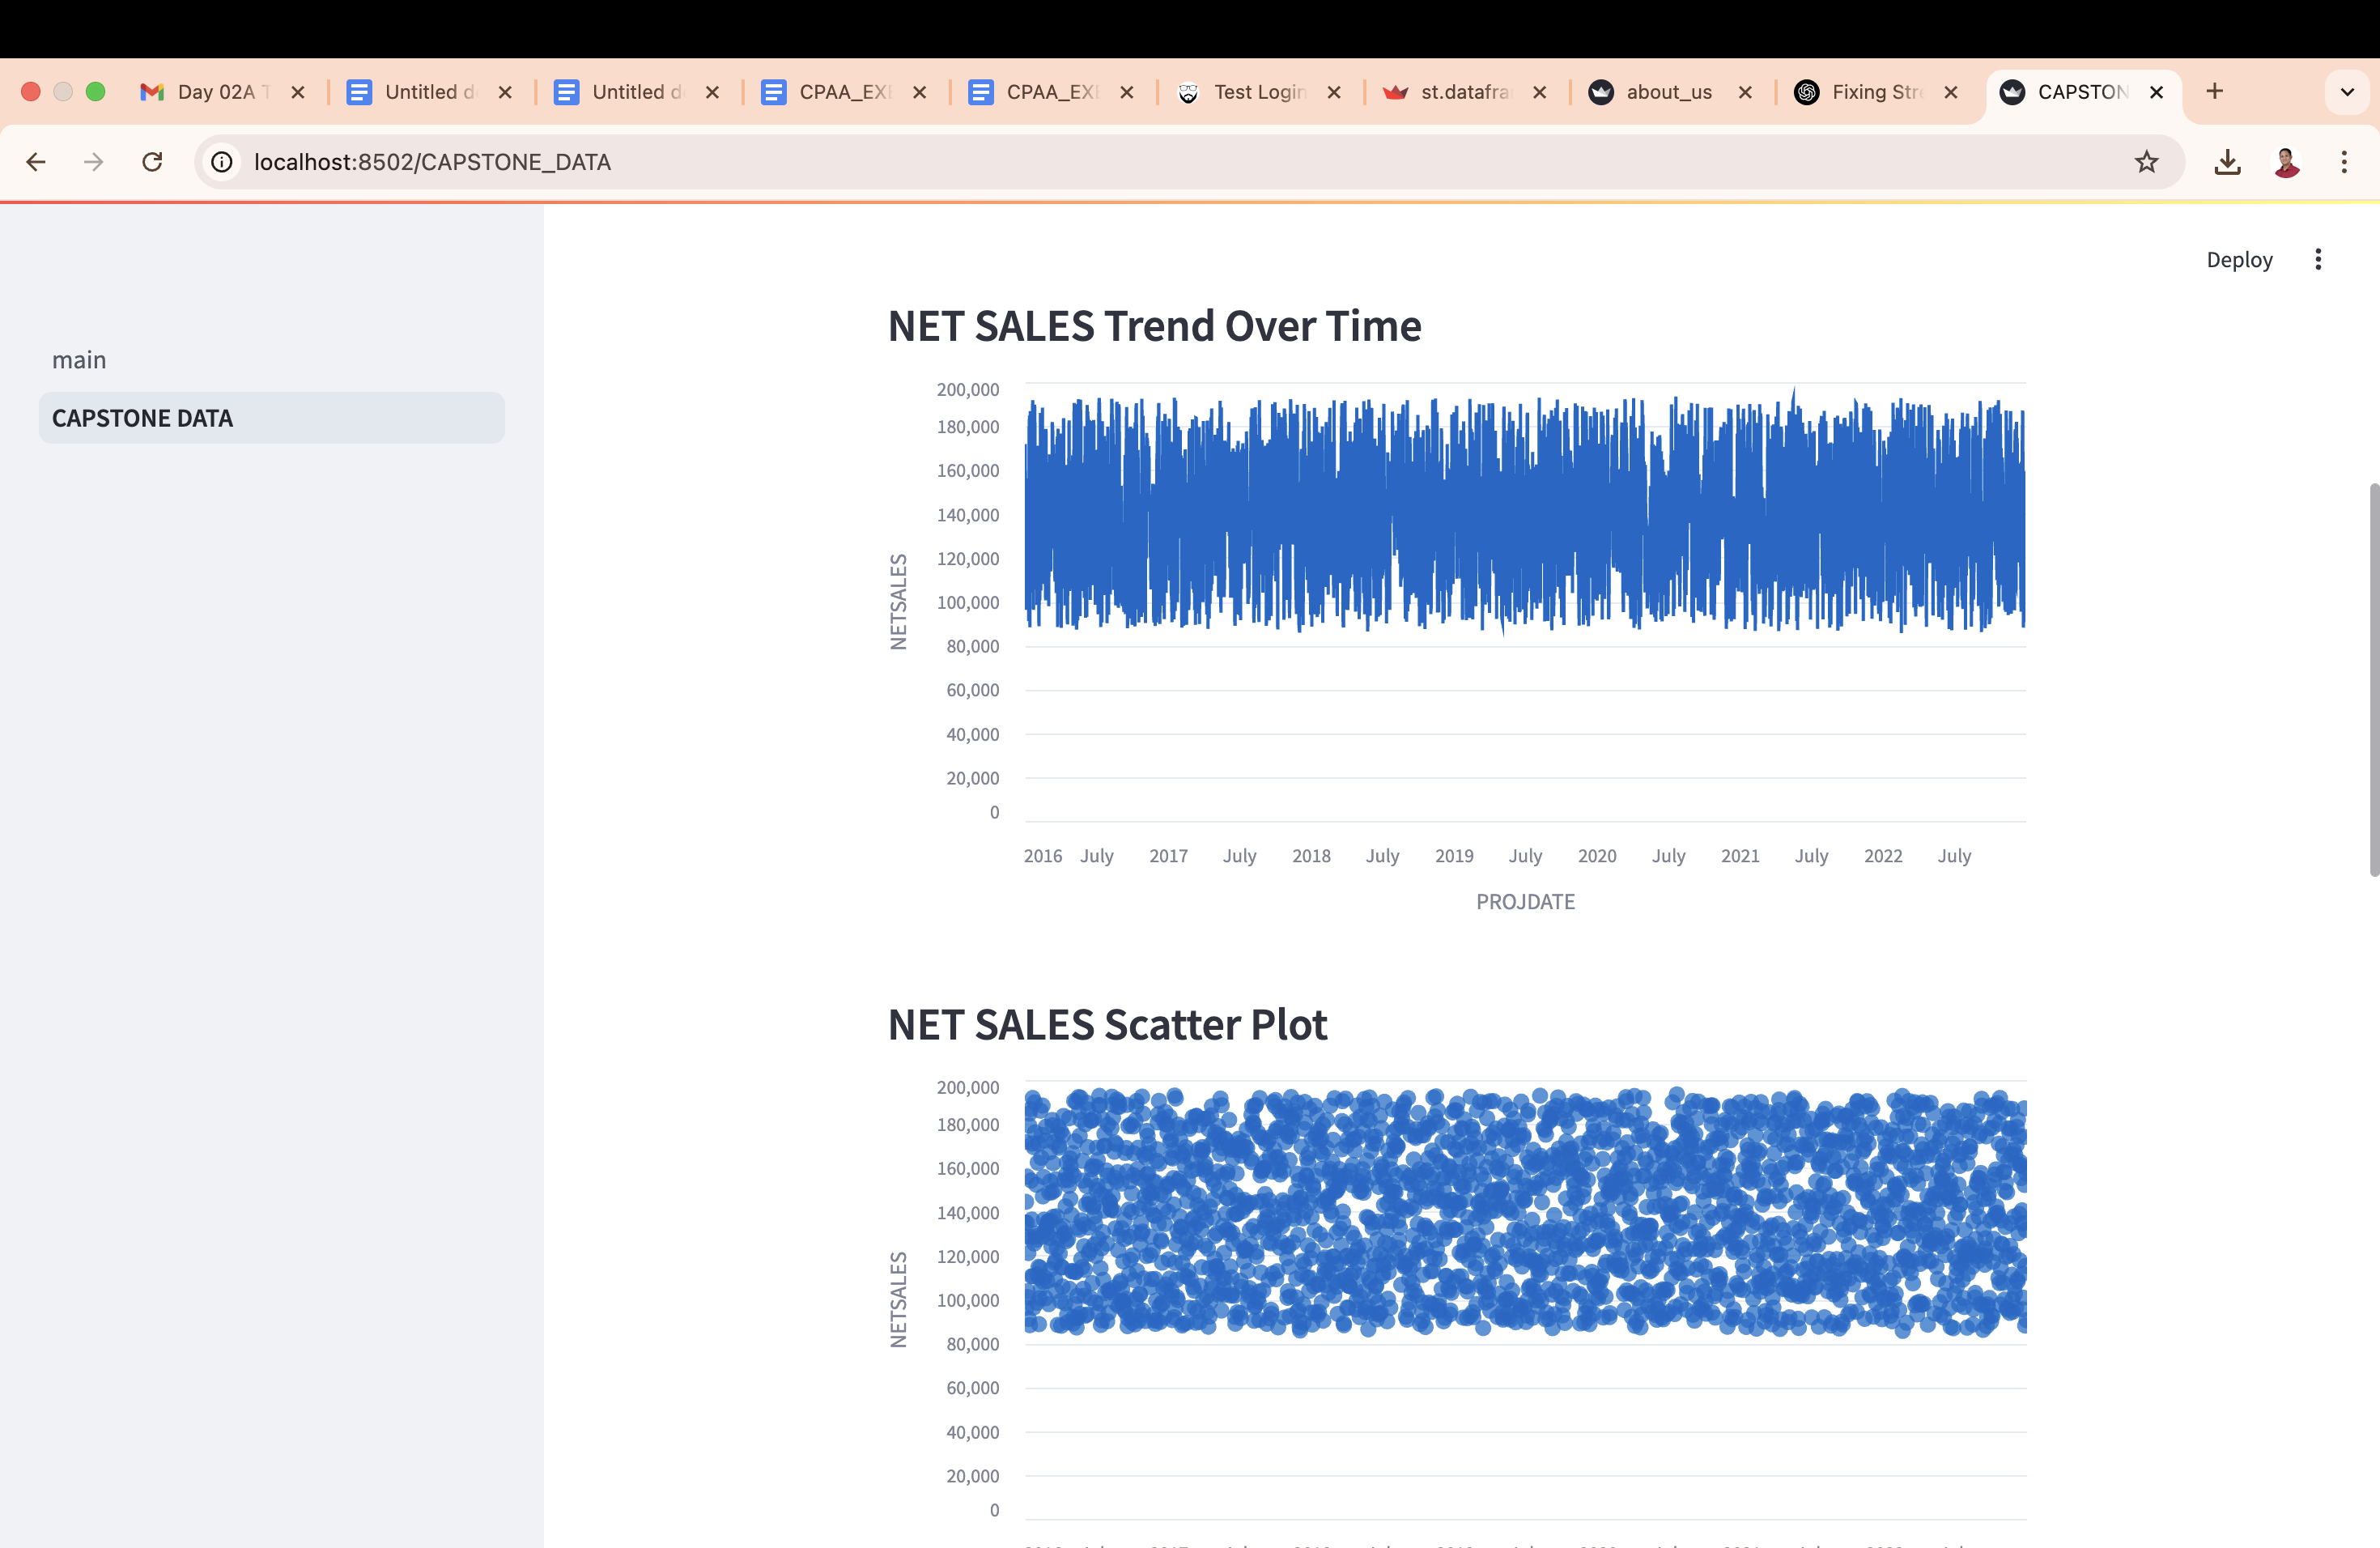 Day 02A T
Untitled d
Untitled d
CPAA_EX
CPAA_EX
Test Login
st.datafra
about_us
Fixing Str
CAPSTON
localhost:8502/CAPSTONE_DATA
Deploy
main
CAPSTONE DATA
NET SALES Trend Over Time
200,000
180,000
160,000
140,000
120,000
100,000
80,000
60,000
40,000
20,000
0
NETSALES
2016 July 2017 July 2018 July 2019 July 2020 July 2021 July 2022 July
PROJDATE
NET SALES Scatter Plot
200,000
180,000
160,000
140,000
120,000
100,000
80,000
60,000
40,000
20,000
0
NETSALES